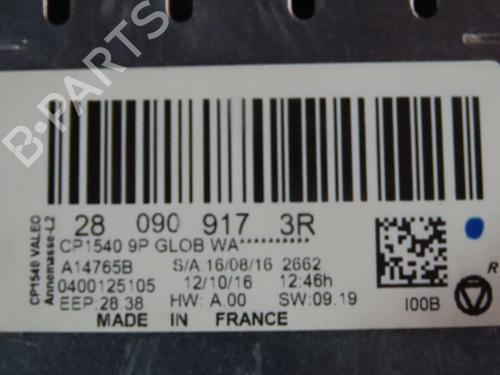 CP1540 VALEO
Annemasse-L2
28 090 917 3R
CP1540 9P GLOB WA**********
A14765B S/A.16/08/16 2662
0400125105 12/10/16 12:46h
EEP:28.38 HW: A.00 SW:09.19
MADE IN FRANCE
I00B
R
B-PARTS